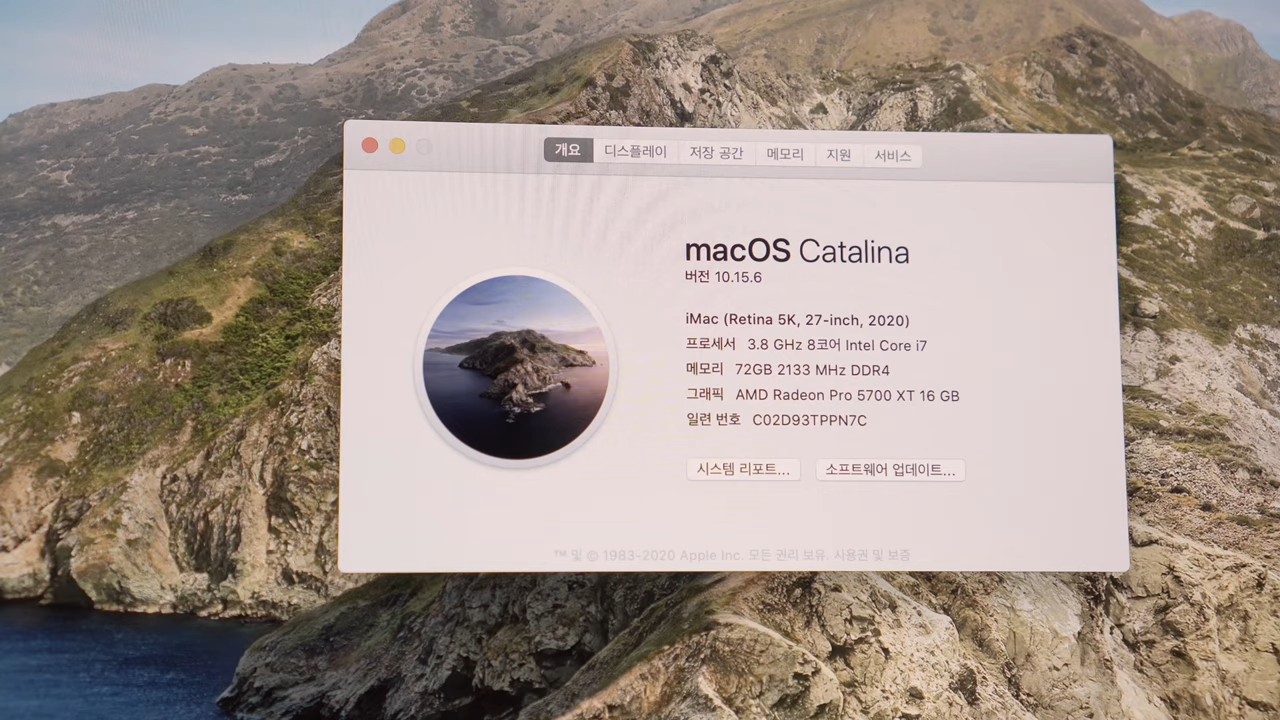 개요 디스플레이 저장 공간 메모리 지원 서비스
macOS Catalina
버전 10.15.6
iMac (Retina 5K, 27-inch, 2020)
프로세서 3.8 GHz 8코어 Intel Core i7
메모리 72GB 2133 MHz DDR4
그래픽 AMD Radeon Pro 5700 XT 16 GB
일련 번호 C02D93TPPN7C
시스템 리포트... 소프트웨어 업데이트...
™ 및 © 1983-2020 Apple Inc. 모든 권리 보유. 사용권 및 보증